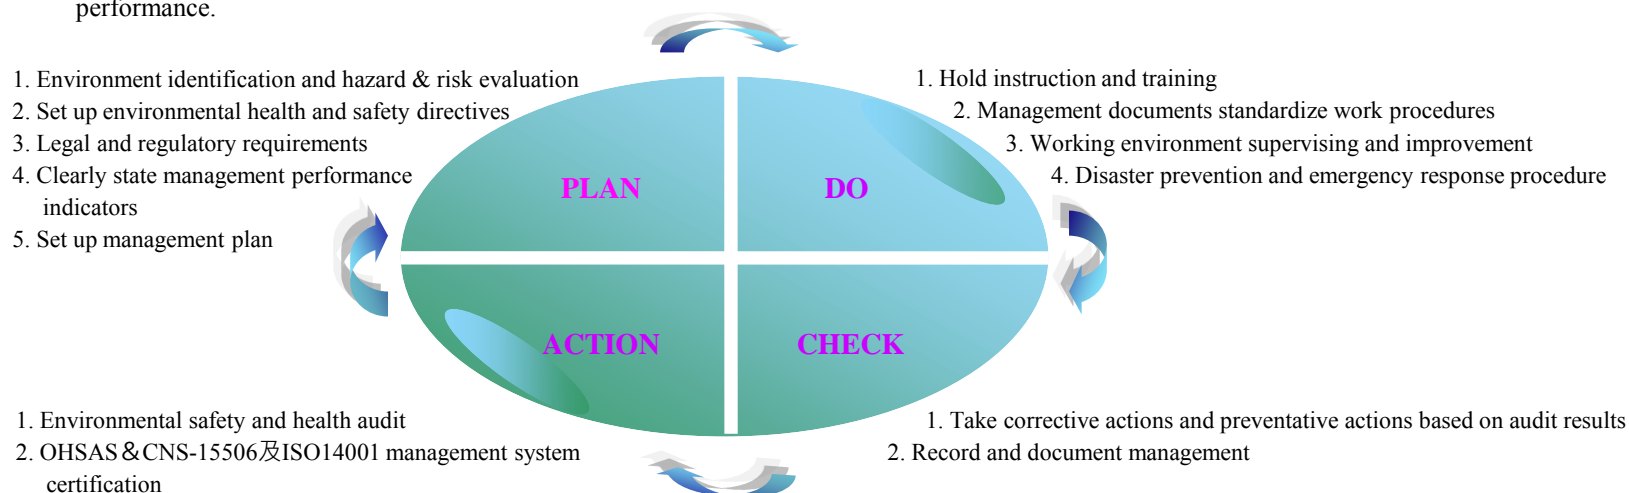 performance.
1. Environment identification and hazard & risk evaluation
2. Set up environmental health and safety directives
3. Legal and regulatory requirements
4. Clearly state management performance
indicators
5. Set up management plan
1. Hold instruction and training
2. Management documents standardize work procedures
3. Working environment supervising and improvement
4. Disaster prevention and emergency response procedure
PLAN
DO
ACTION
CHECK
1. Environmental safety and health audit
2. OHSAS＆CNS-15506及ISO14001 management system
certification
1. Take corrective actions and preventative actions based on audit results
2. Record and document management